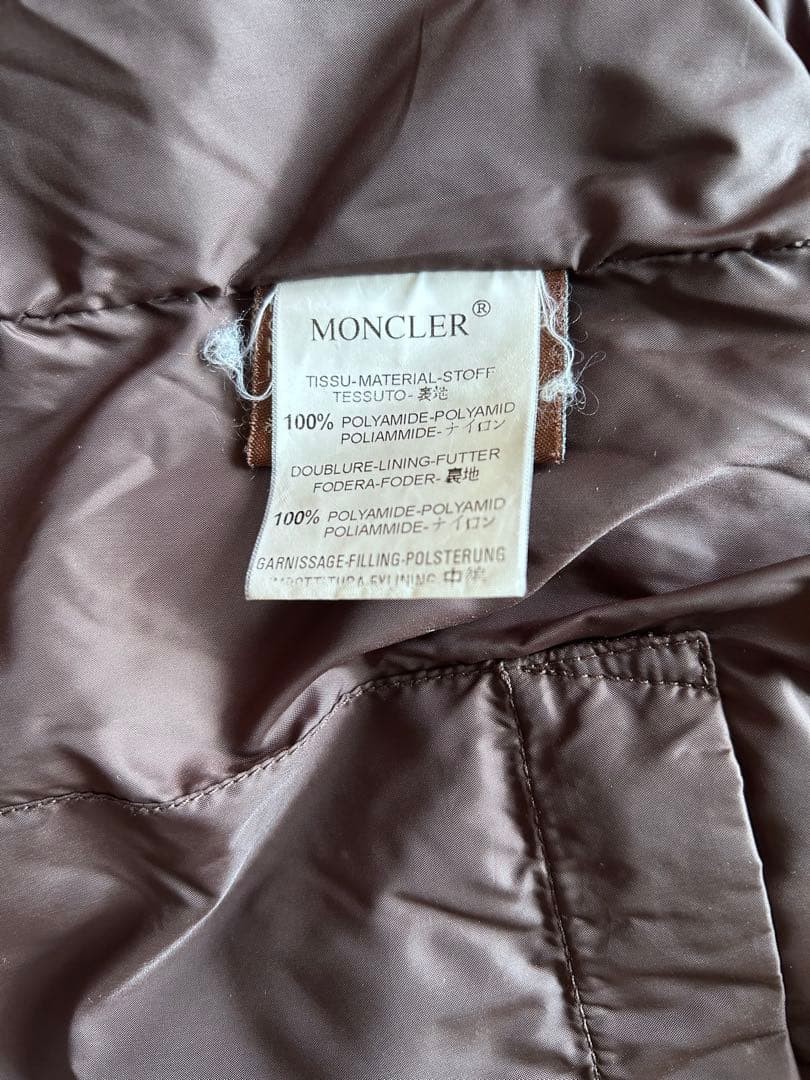 MONCLER®
TISSU-MATERIAL-STOFF
TESSUTO-裏地
100% POLYAMIDE-POLYAMID
POLIAMMIDE-ナイロン
DOUBLURE-LINING-FUTTER
FODERA-FODER-裏地
100% POLYAMIDE-POLYAMID
POLIAMMIDE-ナイロン
GARNISSAGE-FILLING-POLSTERUNG